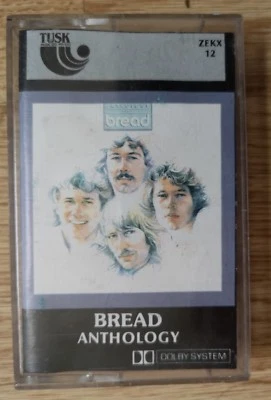 TUSK
ZEKX
12
bread
BREAD
ANTHOLOGY
DOLBY SYSTEM